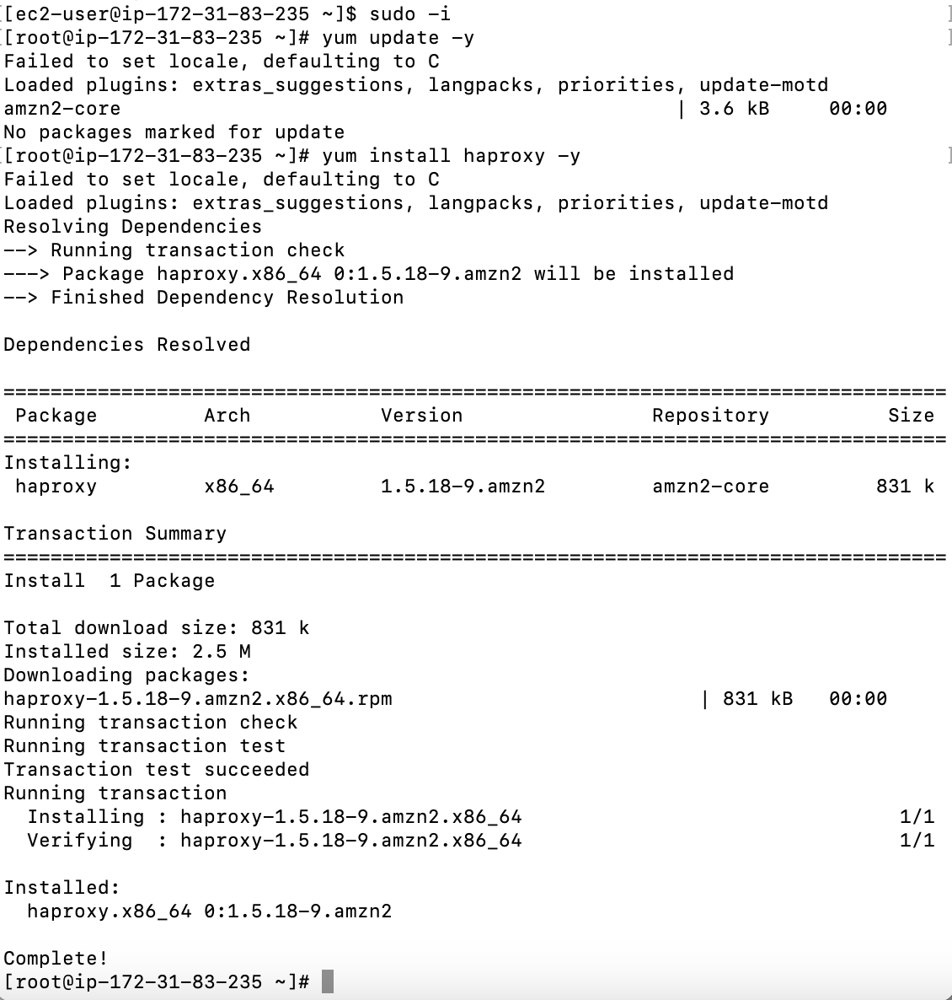 [ec2-user@ip-172-31-83-235 ~]$ sudo -i
[root@ip-172-31-83-235 ~]# yum update -y
Failed to set locale, defaulting to C
Loaded plugins: extras_suggestions, langpacks, priorities, update-motd
amzn2-core                                               | 3.6 kB     00:00
No packages marked for update
[root@ip-172-31-83-235 ~]# yum install haproxy -y
Failed to set locale, defaulting to C
Loaded plugins: extras_suggestions, langpacks, priorities, update-motd
Resolving Dependencies
--> Running transaction check
---> Package haproxy.x86_64 0:1.5.18-9.amzn2 will be installed
--> Finished Dependency Resolution

Dependencies Resolved

================================================================================
 Package         Arch           Version                Repository          Size
================================================================================
Installing:
 haproxy         x86_64         1.5.18-9.amzn2         amzn2-core         831 k

Transaction Summary
================================================================================
Install  1 Package

Total download size: 831 k
Installed size: 2.5 M
Downloading packages:
haproxy-1.5.18-9.amzn2.x86_64.rpm                          | 831 kB   00:00
Running transaction check
Running transaction test
Transaction test succeeded
Running transaction
  Installing : haproxy-1.5.18-9.amzn2.x86_64                                1/1
  Verifying  : haproxy-1.5.18-9.amzn2.x86_64                                1/1

Installed:
  haproxy.x86_64 0:1.5.18-9.amzn2

Complete!
[root@ip-172-31-83-235 ~]#